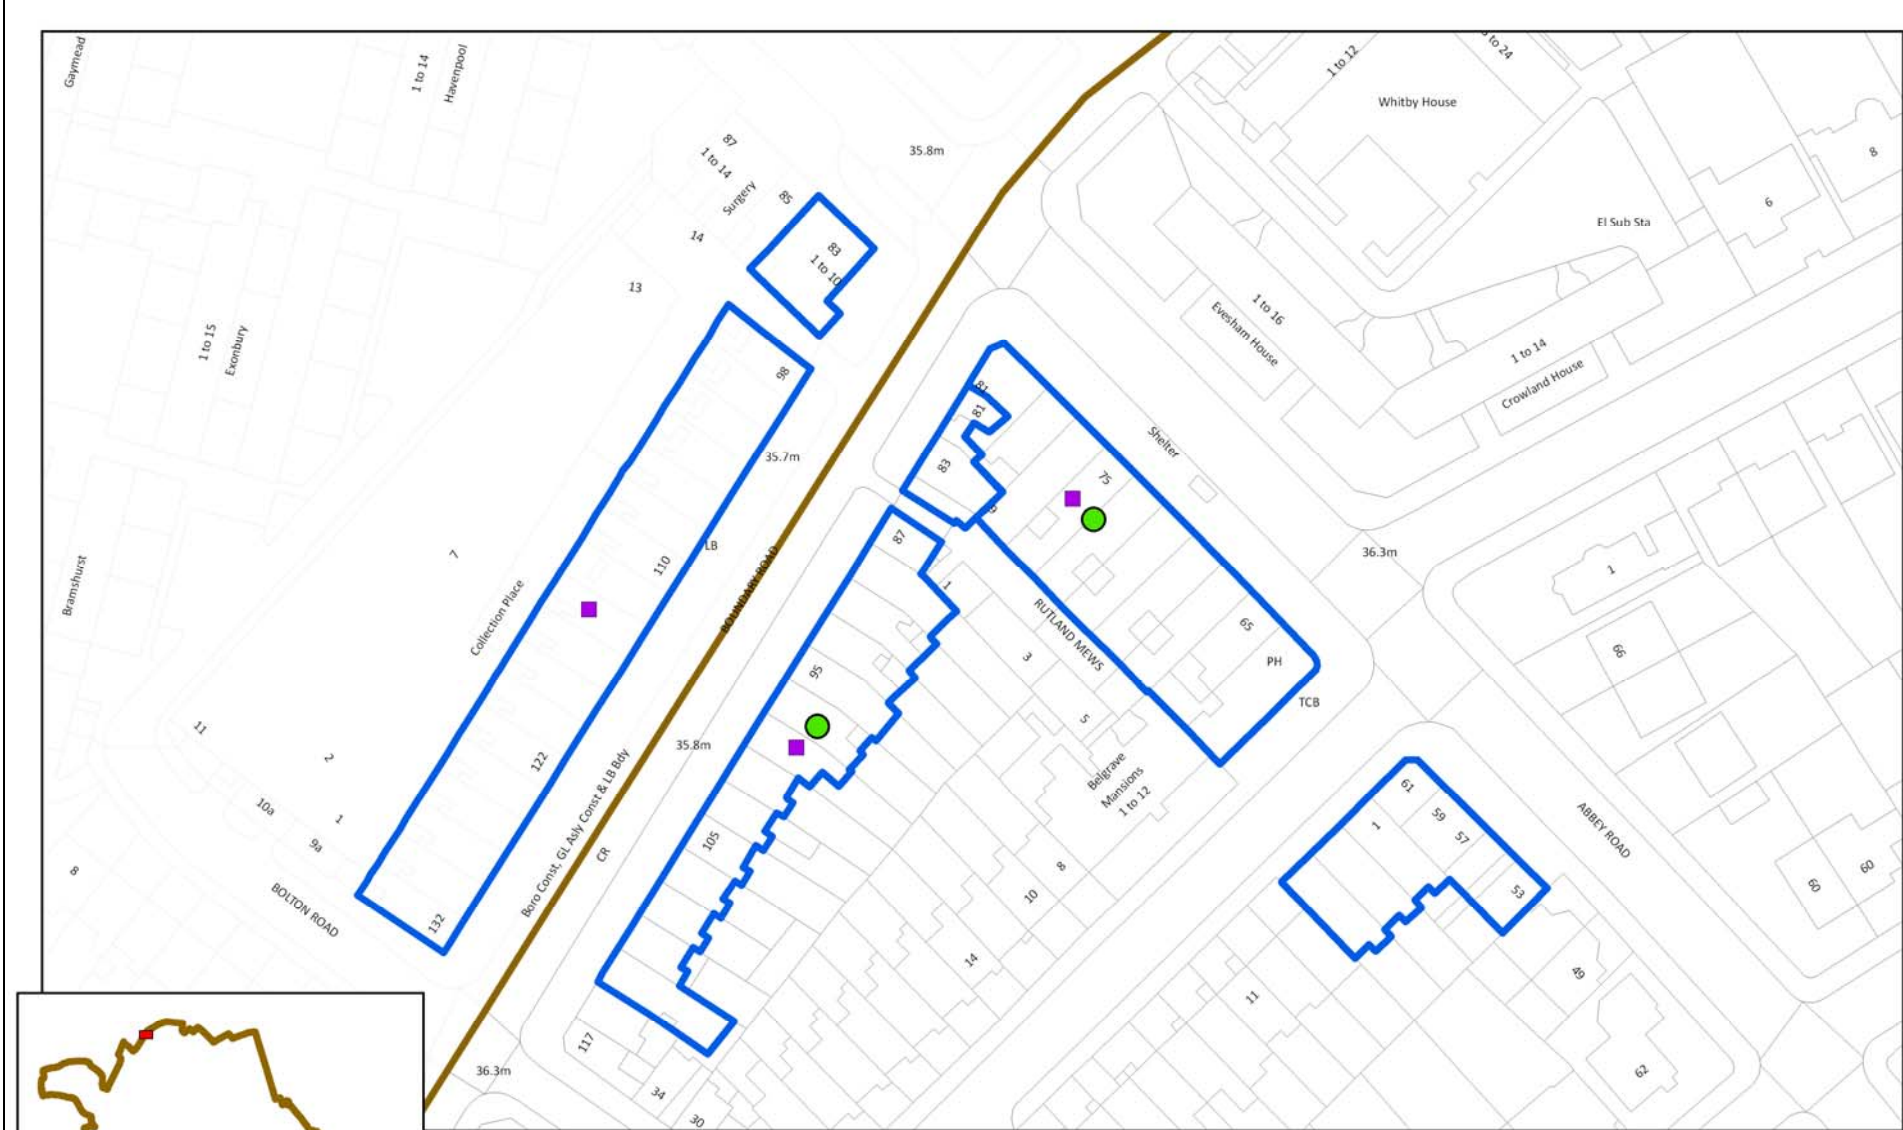 Gaymead
1 to 14
Havenpool
1 to 12
to 24
Whitby House
8
6
El Sub Sta
87
1 to 14
Surgery
85
35.8m
14
83
1 to 10
13
1 to 15
Exonbury
1 to 16
Evesham House
1 to 14
Crowland House
98
81
81
83
Shelter
75
9
35.7m
36.3m
87
LB
110
7
Bramshurst
BOUNDARY ROAD
1
1
Collection Place
RUTLAND MEWS
65
66
3
PH
95
TCB
5
11
2
122
35.8m
Belgrave
Mansions
1 to 12
61
59
57
1
ABBEY ROAD
10a
1
9a
105
CR
Boro Const, GL Asly Const & LB Bdy
8
8
10
53
60
60
BOLTON ROAD
132
14
49
11
117
36.3m
34
30
62